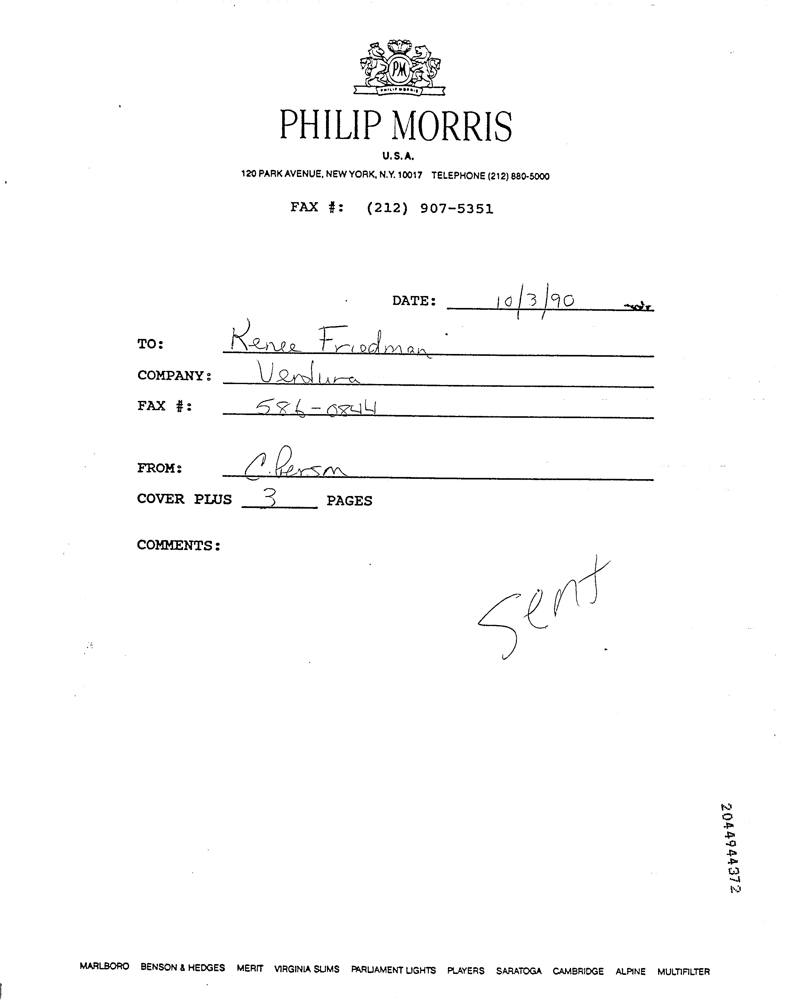 PM
PHILIP MORRIS
PHILIP MORRIS
U.S.A.
120 PARK AVENUE, NEW YORK, N.Y. 10017 TELEPHONE (212) 880-5000
FAX #: (212) 907-5351
DATE: 10/3/90
TO: Renee Friedman
COMPANY: Verdura
FAX #: 586-0844
FROM: C.
COVER PLUS 3 PAGES
COMMENTS:
Sent
2044944372
MARLBORO BENSON & HEDGES MERIT VIRGINIA SLIMS PARLIAMENT LIGHTS PLAYERS SARATOGA CAMBRIDGE ALPINE MULTIFILTER